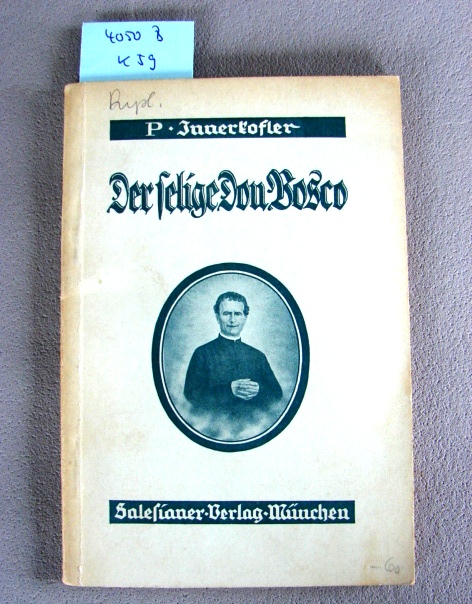 4050 B
K 59
P. Innerkofler
Der selige Don Bosco
Salesianer-Verlag-München